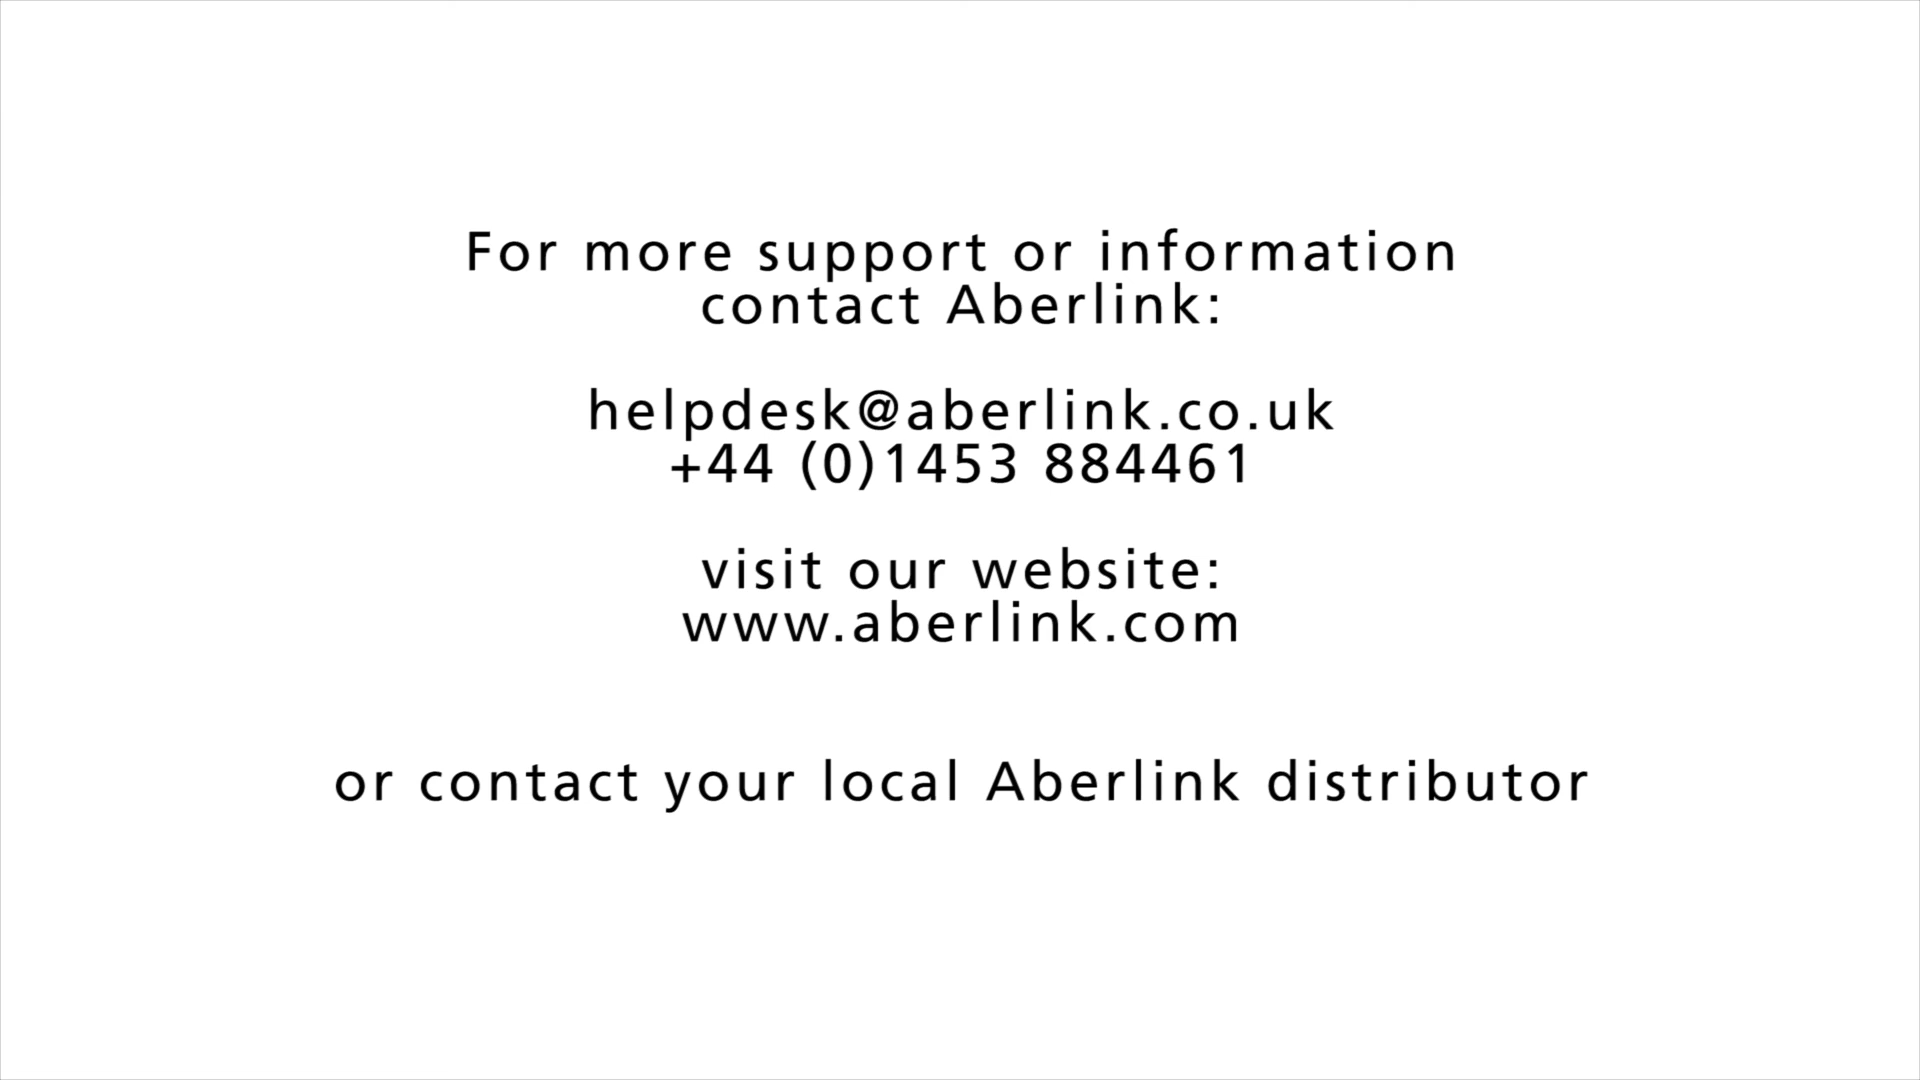 For more support or information
contact Aberlink:
helpdesk@aberlink.co.uk
+44 (0)1453 884461
visit our website:
www.aberlink.com
or contact your local Aberlink distributor